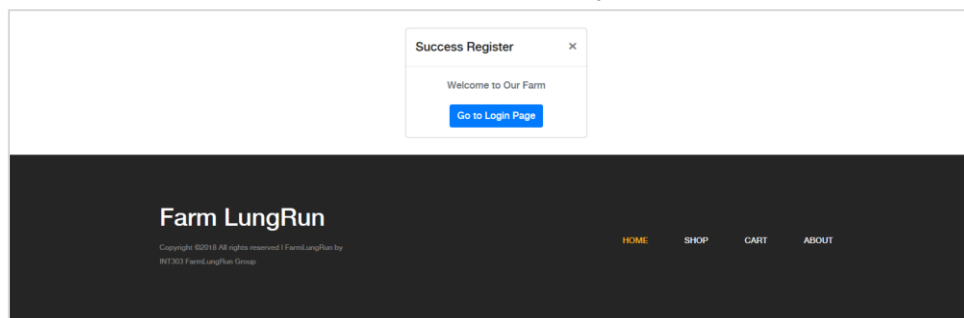 Success Register ×
Welcome to Our Farm
Go to Login Page
Farm LungRun
Copyright ©2018 All rights reserved | FarmLungRun by
INT303 FarmLungRun Group
HOME SHOP CART ABOUT